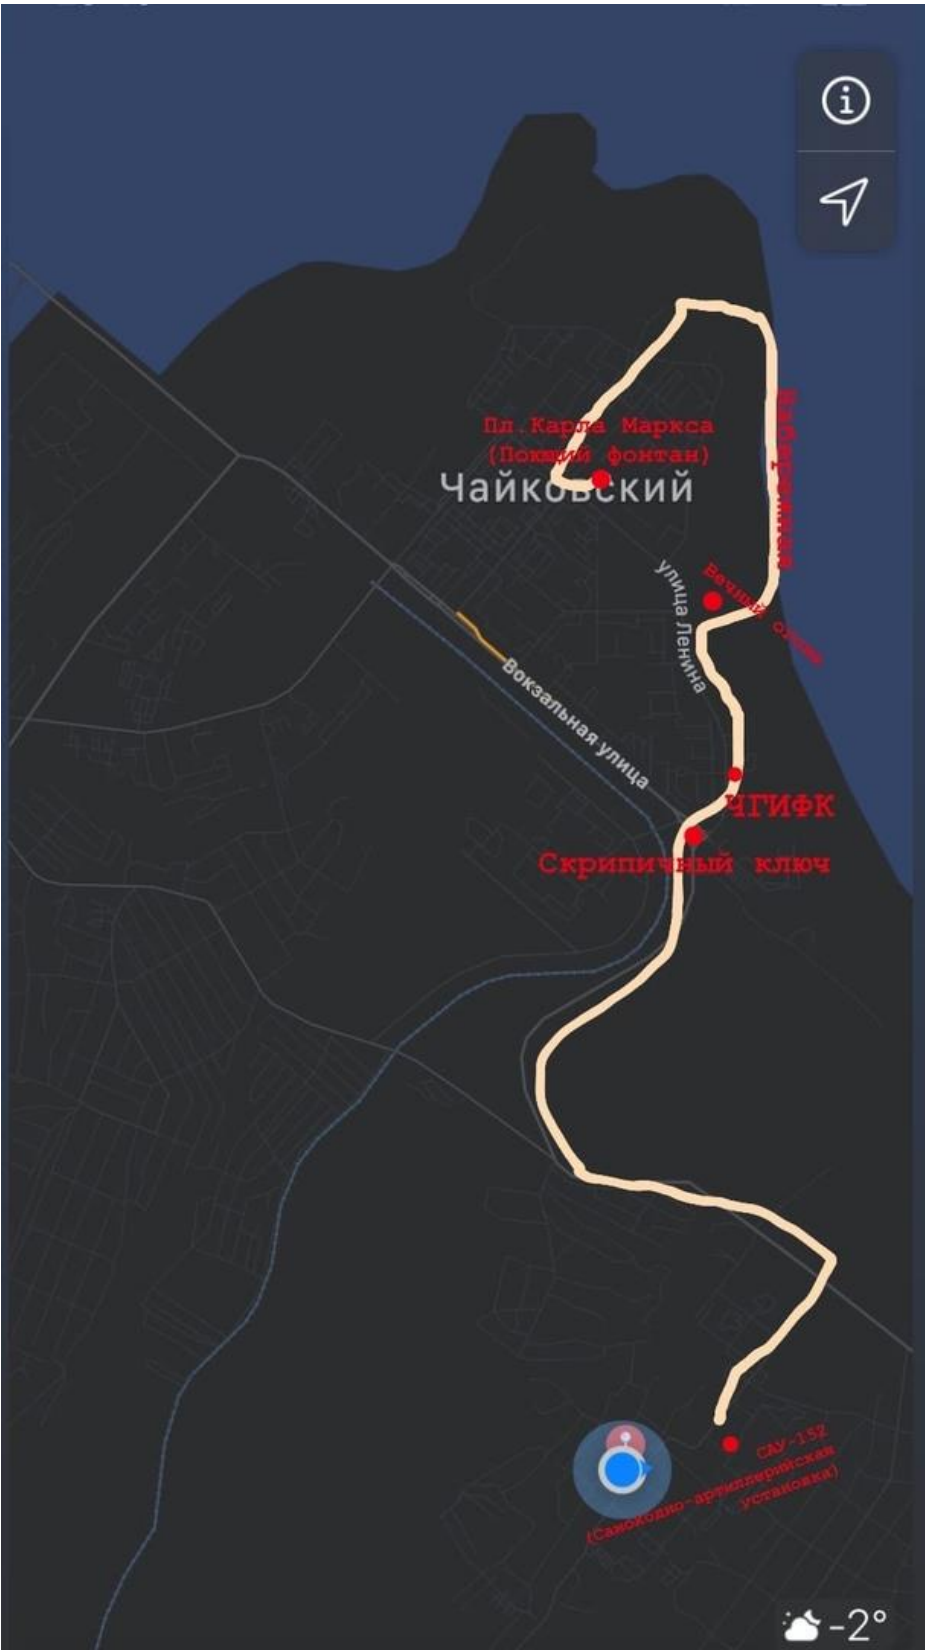 Пл.Карла Маркса
(Поющий фонтан)
Чайковский
Набережная
Вечный огонь
улица Ленина
Вокзальная улица
ЧГИФК
Скрипичный ключ
САУ-152
(Самоходно-артиллерийская
установка)
-2°